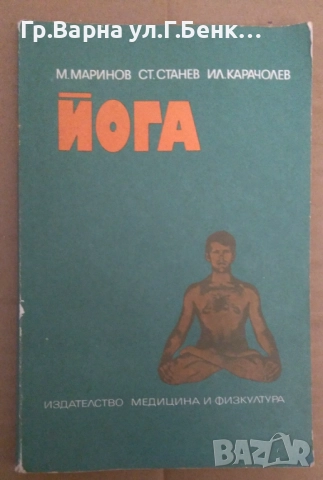 Гр.Варна ул.Г.Бенк...
М. МАРИНОВ СТ. СТАНЕВ ИЛ. КАРАЧОЛЕВ
ЙОГА
ИЗДАТЕЛСТВО МЕДИЦИНА И ФИЗКУЛТУРА
BAZAR